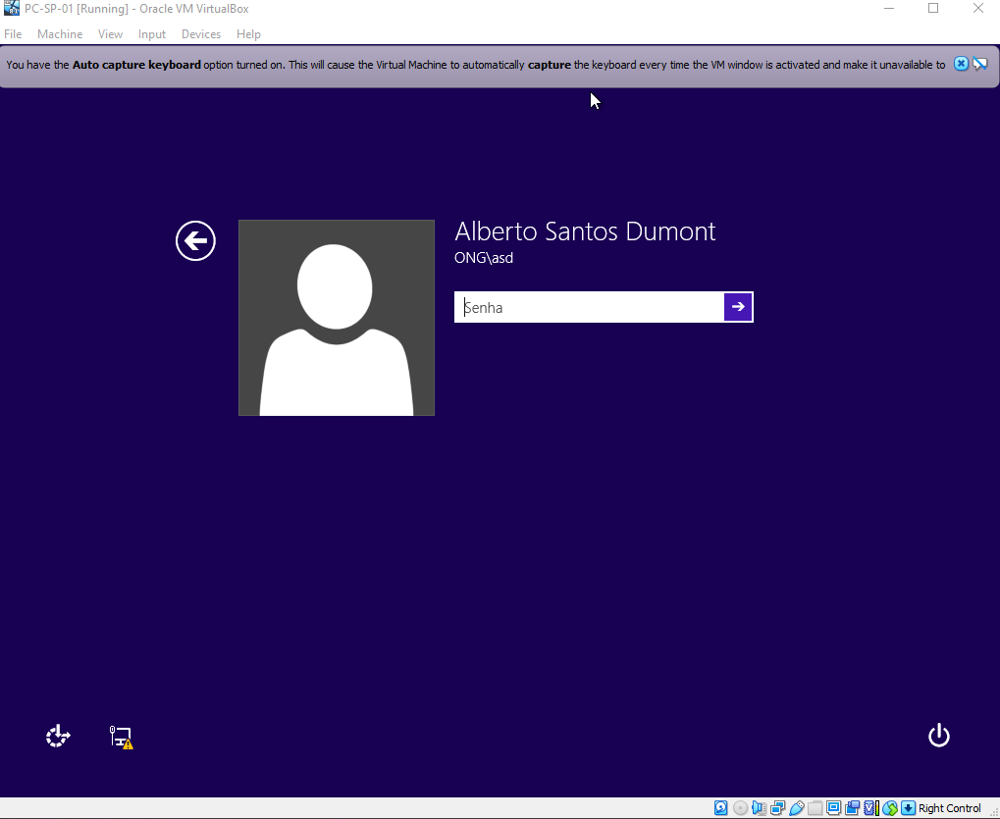 PC-SP-01 [Running] - Oracle VM VirtualBox
File Machine View Input Devices Help
You have the Auto capture keyboard option turned on. This will cause the Virtual Machine to automatically capture the keyboard every time the VM window is activated and make it unavailable to
Alberto Santos Dumont
ONG\asd
Senha
Right Control